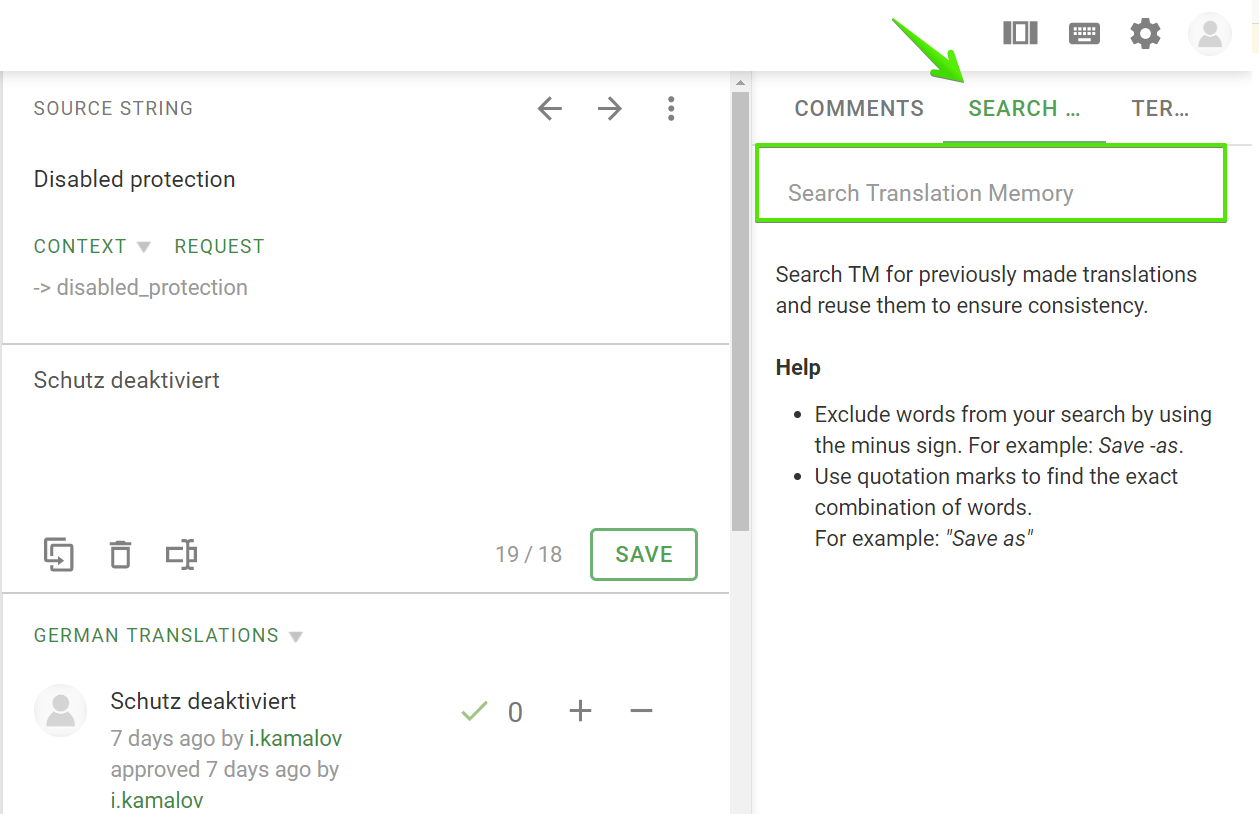 SOURCE STRING
Disabled protection
CONTEXT REQUEST
-> disabled_protection
Schutz deaktiviert
19 / 18 SAVE
GERMAN TRANSLATIONS
Schutz deaktiviert
0
7 days ago by i.kamalov
approved 7 days ago by
i.kamalov
COMMENTS SEARCH ... TER...
Search Translation Memory
Search TM for previously made translations
and reuse them to ensure consistency.
Help
• Exclude words from your search by using
the minus sign. For example: Save -as.
• Use quotation marks to find the exact
combination of words.
For example: "Save as"